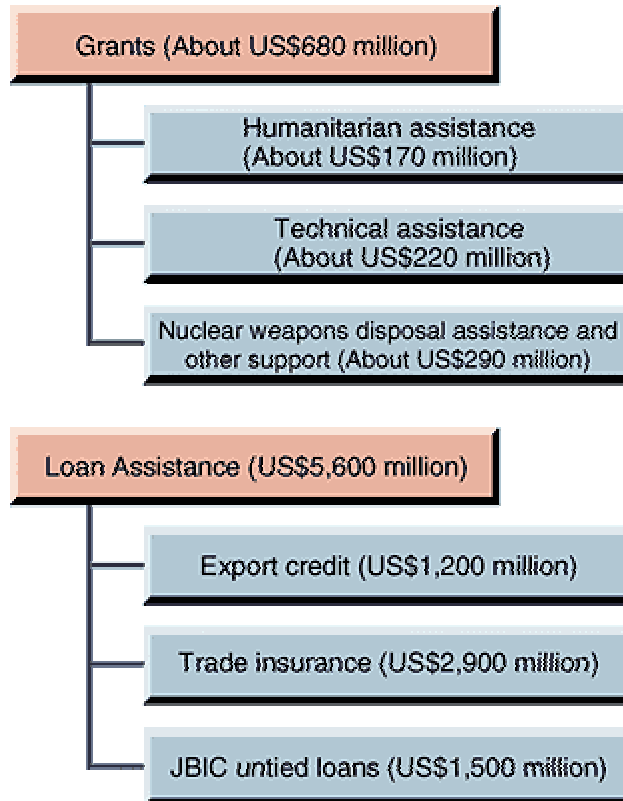 Grants (About US$680 million)
Humanitarian assistance
(About US$170 million)
Technical assistance
(About US$220 million)
Nuclear weapons disposal assistance and
other support (About US$290 million)
Loan Assistance (US$5,600 million)
Export credit (US$1,200 million)
Trade insurance (US$2,900 million)
JBIC untied loans (US$1,500 million)